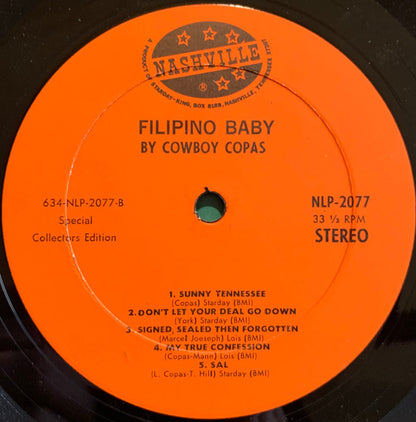 NASHVILLE
A PRODUCT OF STARDAY-KING, BOX 8188, NASHVILLE, TENNESSEE 37207
FILIPINO BABY
BY COWBOY COPAS
634-NLP-2077-B
Special
Collectors Edition
NLP-2077
33 ⅓ RPM
STEREO
1. SUNNY TENNESSEE
(Copas) Starday (BMI)
2. DON'T LET YOUR DEAL GO DOWN
(York) Starday (BMI)
3. SIGNED, SEALED THEN FORGOTTEN
(Marcel Joeseph) Lois (BMI)
4. MY TRUE CONFESSION
(Copas-Mann) Lois (BMI)
5. SAL
(L. Copas-T. Hill) Starday (BMI)